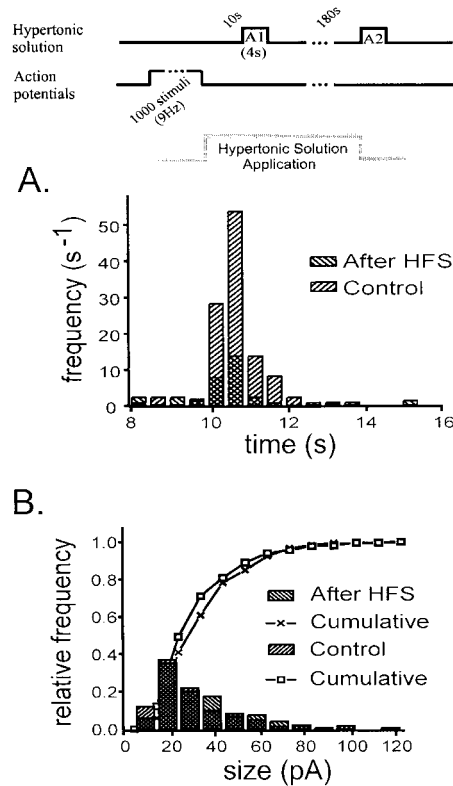 Hypertonic solution
10s
A1
(4s)
180s
A2
Action potentials
1000 stimuli
(9Hz)
Hypertonic Solution
Application
A.
frequency (s-1)
50
40
30
20
10
0
After HFS
Control
8
10
12
14
16
time (s)
B.
relative frequency
1.0
0.8
0.6
0.4
0.2
0.0
After HFS
Cumulative
Control
Cumulative
0
20
40
60
80
100
120
size (pA)